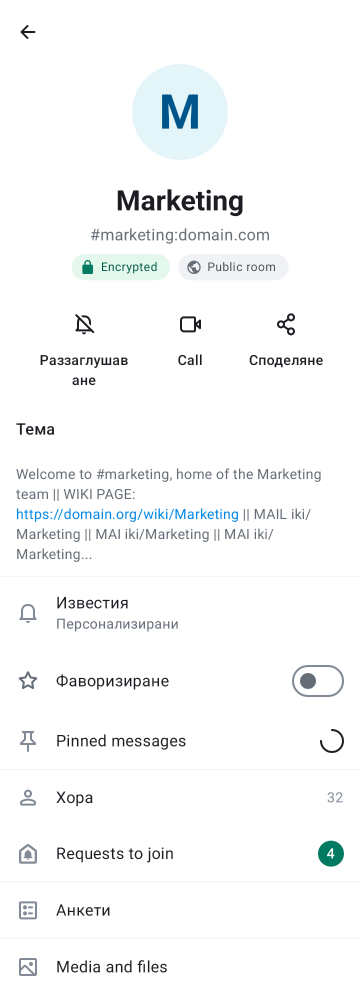 M
Marketing
#marketing:domain.com
Encrypted
Public room
Раззаглушав
ане
Call
Споделяне
Тема
Welcome to #marketing, home of the Marketing
team || WIKI PAGE:
https://domain.org/wiki/Marketing || MAIL iki/
Marketing || MAI iki/Marketing || MAI iki/
Marketing...
Известия
Персонализирани
Фаворизиране
Pinned messages
Хора
32
Requests to join
4
Анкети
Media and files